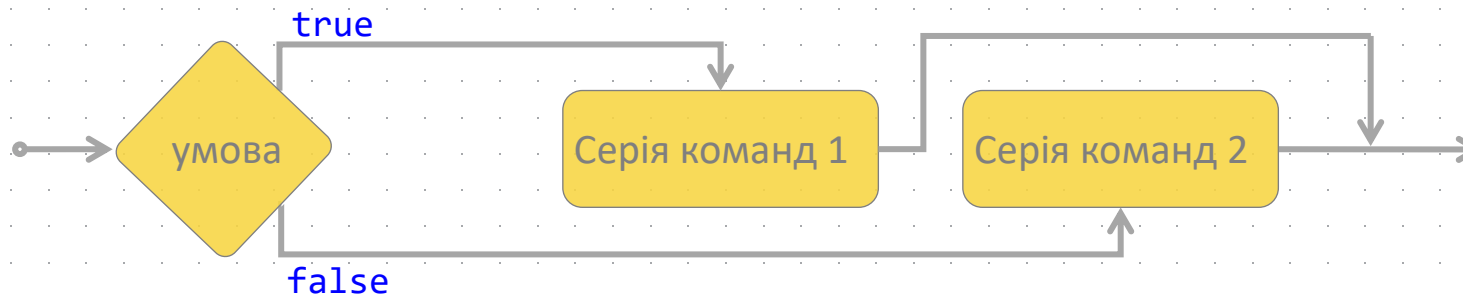 true
умова
Серія команд 1
Серія команд 2
false